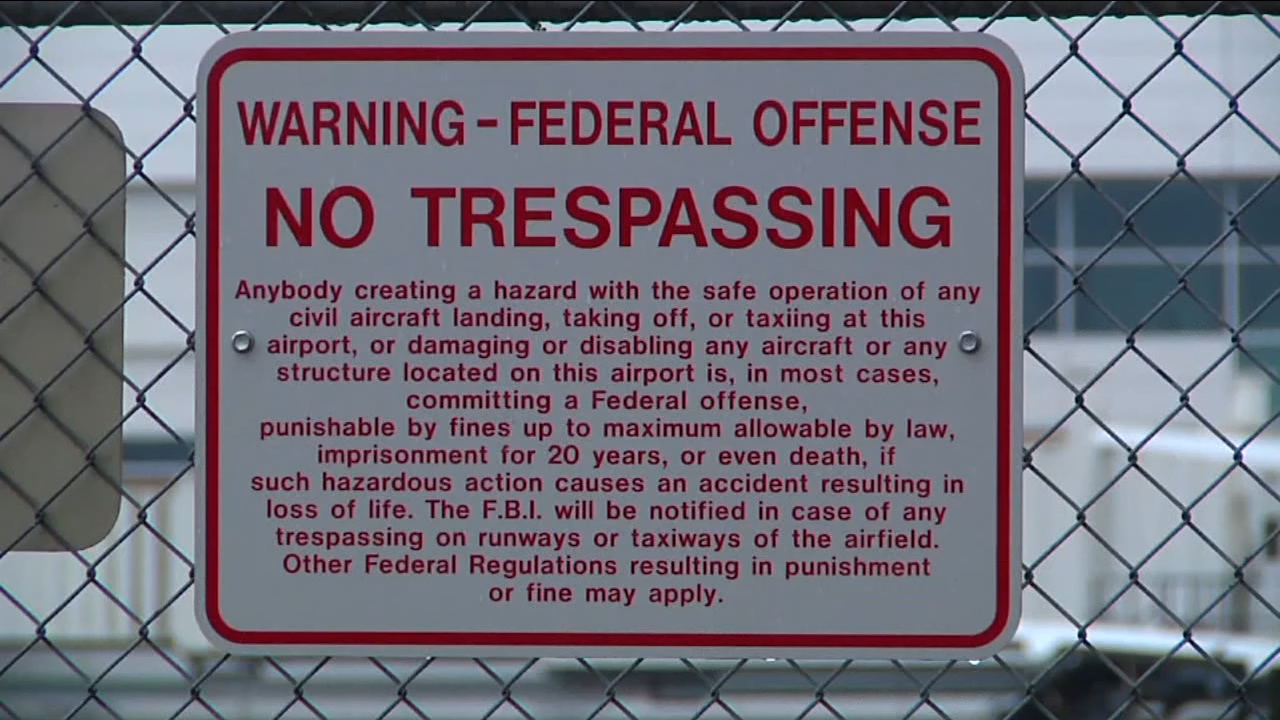 WARNING - FEDERAL OFFENSE
NO TRESPASSING
Anybody creating a hazard with the safe operation of any
civil aircraft landing, taking off, or taxiing at this
airport, or damaging or disabling any aircraft or any
structure located on this airport is, in most cases,
committing a Federal offense,
punishable by fines up to maximum allowable by law,
imprisonment for 20 years, or even death, if
such hazardous action causes an accident resulting in
loss of life. The F.B.I. will be notified in case of any
trespassing on runways or taxiways of the airfield.
Other Federal Regulations resulting in punishment
or fine may apply.